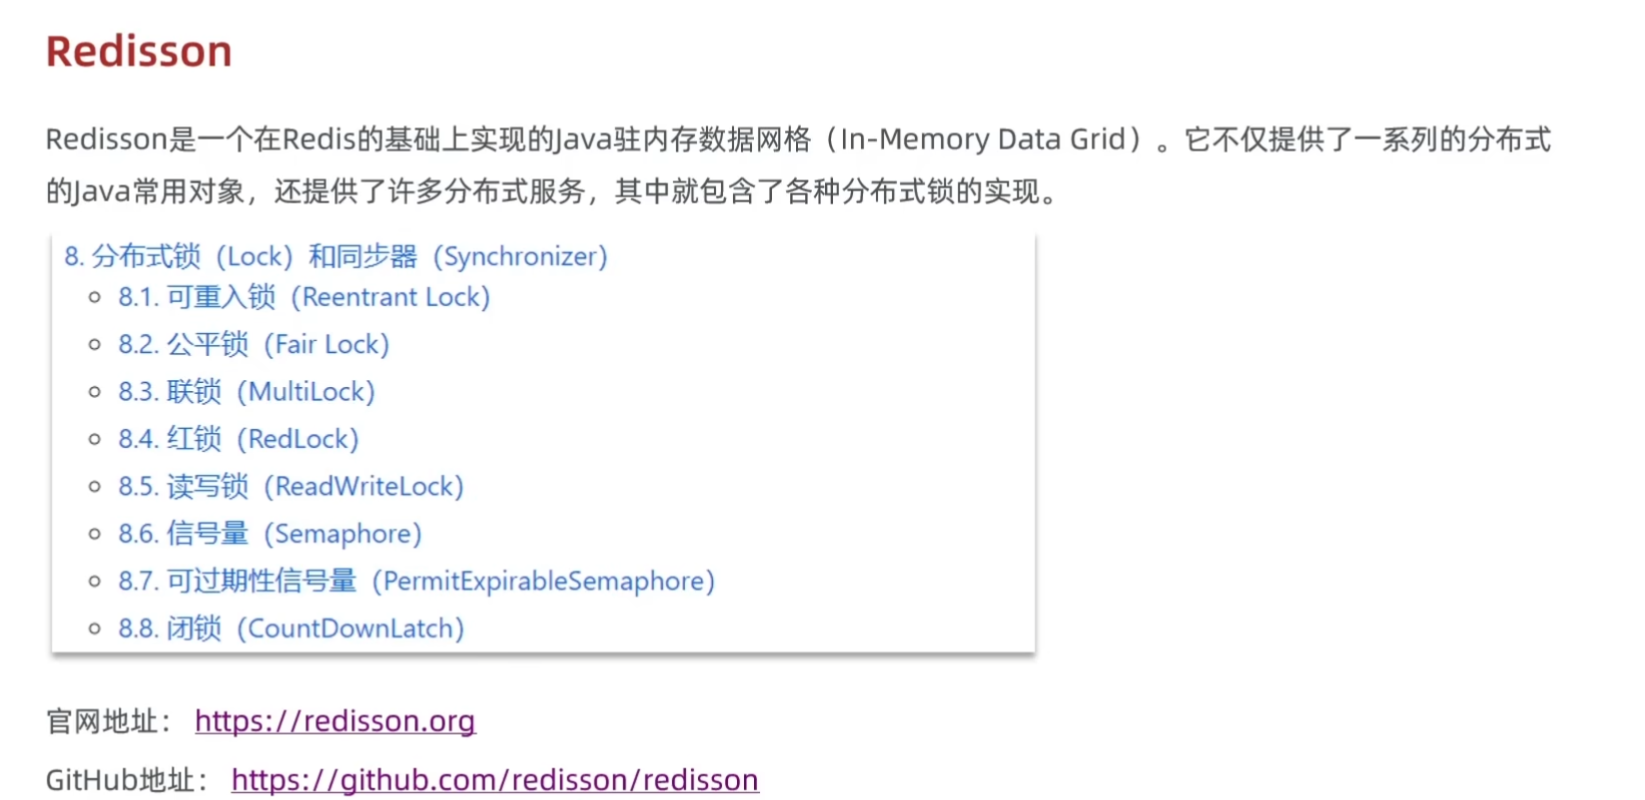 Redisson
Redisson是一个在Redis的基础上实现的Java驻内存数据网格（In-Memory Data Grid）。它不仅提供了一系列的分布式
的Java常用对象，还提供了许多分布式服务，其中就包含了各种分布式锁的实现。
8. 分布式锁（Lock）和同步器（Synchronizer）
8.1. 可重入锁（Reentrant Lock）
8.2. 公平锁（Fair Lock）
8.3. 联锁（MultiLock）
8.4. 红锁（RedLock）
8.5. 读写锁（ReadWriteLock）
8.6. 信号量（Semaphore）
8.7. 可过期性信号量（PermitExpirableSemaphore）
8.8. 闭锁（CountDownLatch）
官网地址： https://redisson.org
GitHub地址： https://github.com/redisson/redisson